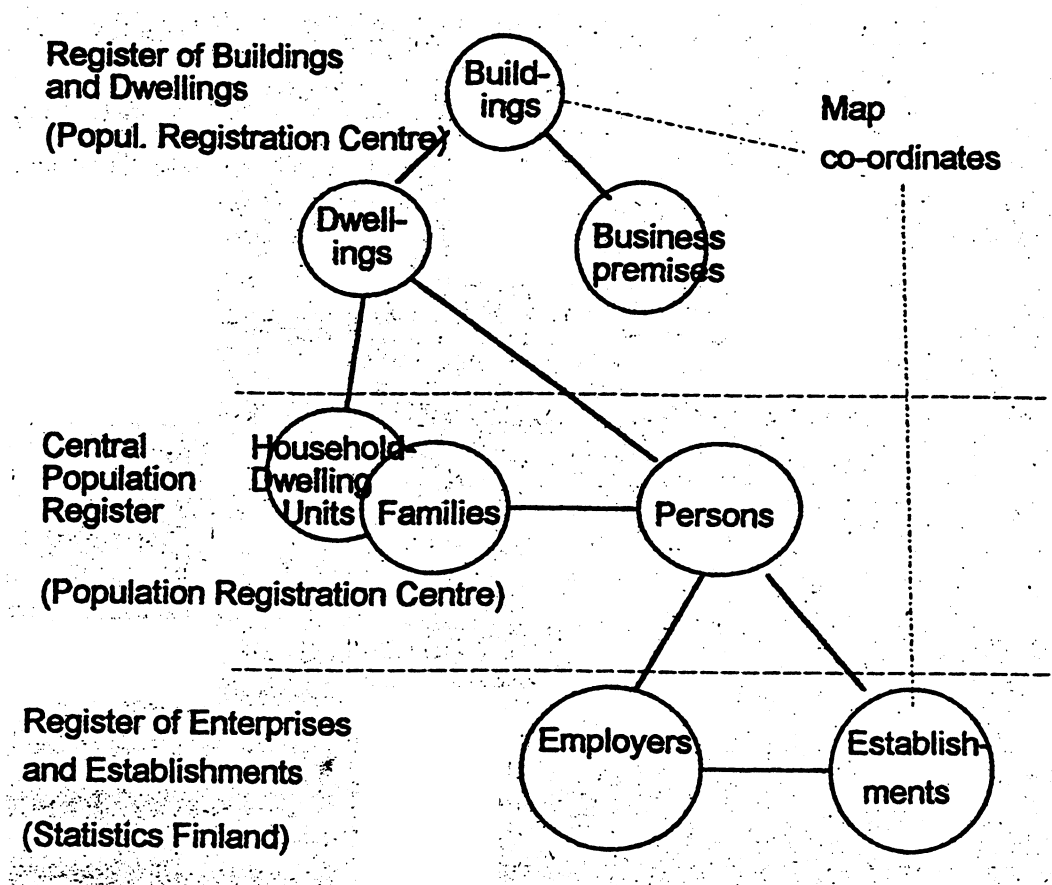 Register of Buildings
and Dwellings
(Popul. Registration Centre)
Build-
ings
Map
co-ordinates
Dwell-
ings
Business
premises
Central
Population
Register
(Population Registration Centre)
Household-
Dwelling
Units
Families
Persons
Register of Enterprises
and Establishments
(Statistics Finland)
Employers
Establish-
ments